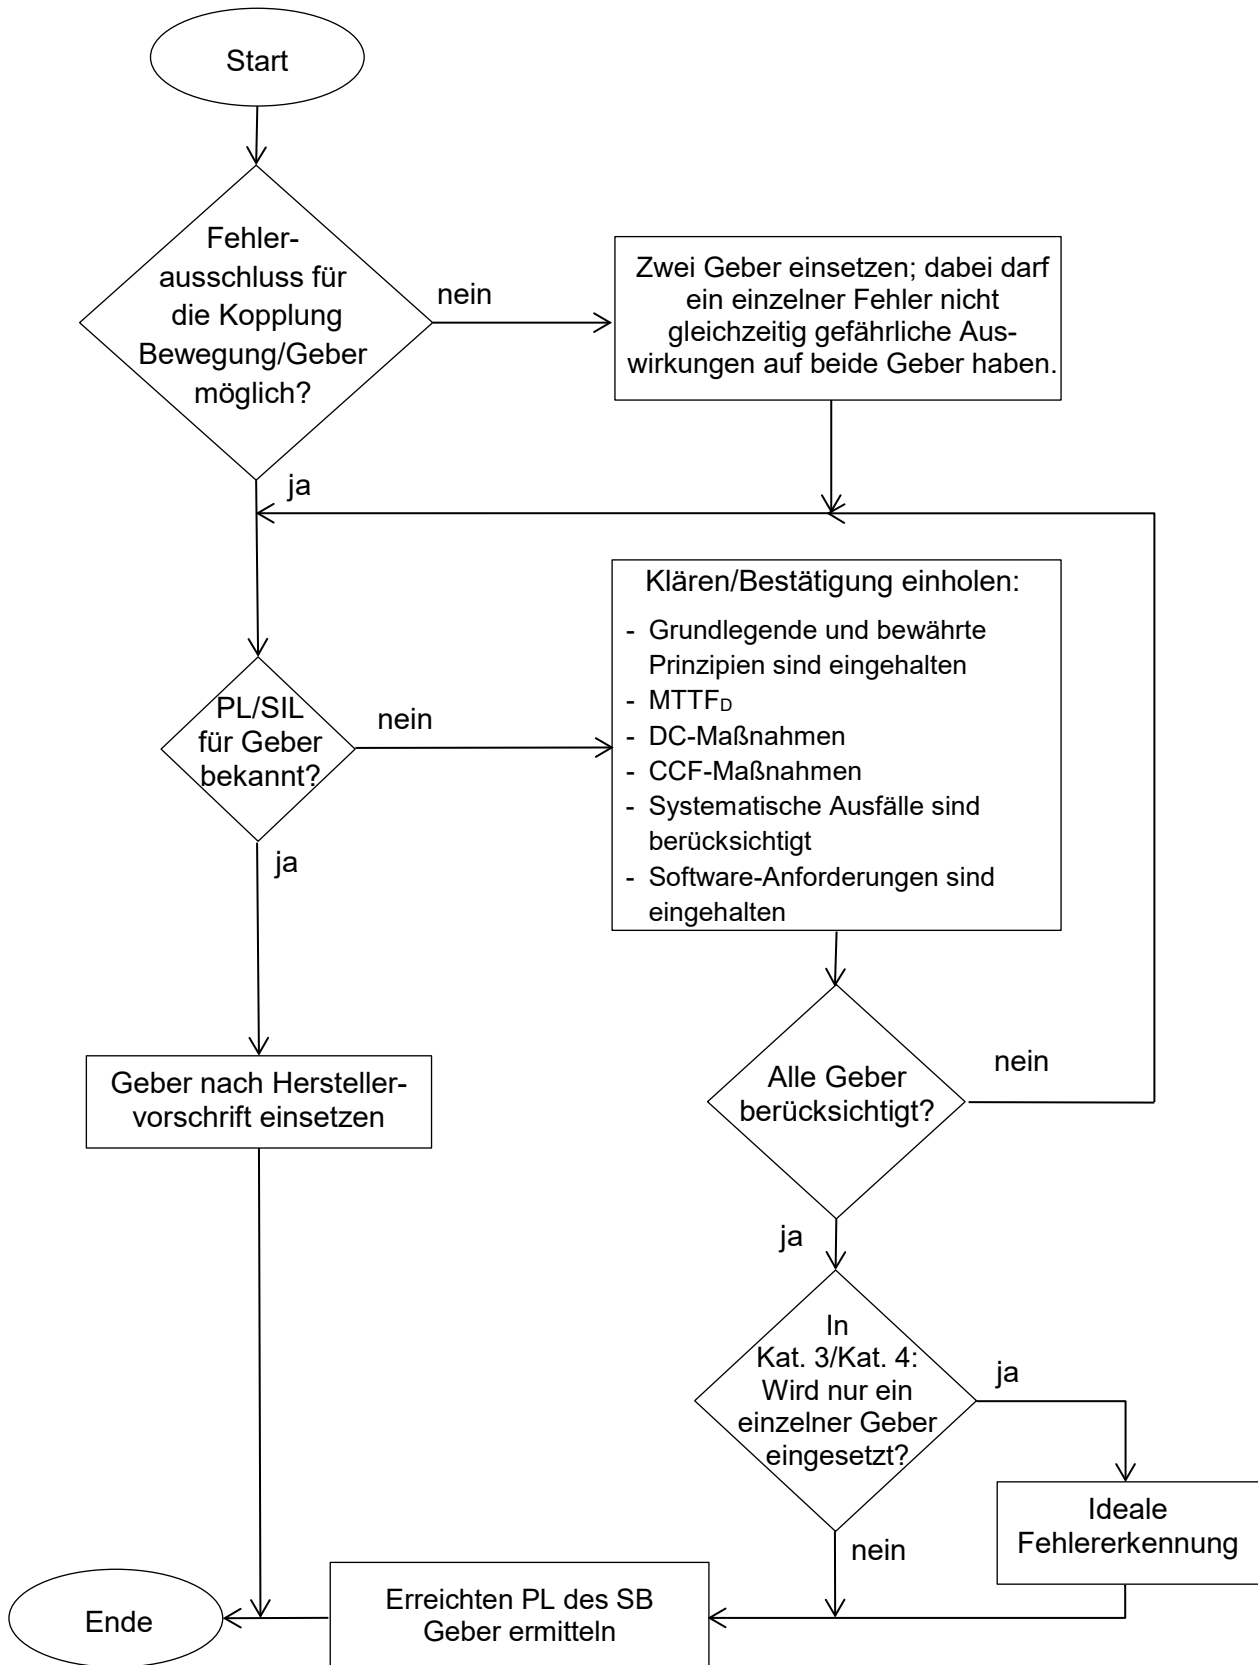 Start
Fehler-
ausschluss für
die Kopplung
Bewegung/Geber
möglich?
nein
Zwei Geber einsetzen; dabei darf
ein einzelner Fehler nicht
gleichzeitig gefährliche Aus-
wirkungen auf beide Geber haben.
ja
PL/SIL
für Geber
bekannt?
nein
Klären/Bestätigung einholen:
- Grundlegende und bewährte
Prinzipien sind eingehalten
- MTTFD
- DC-Maßnahmen
- CCF-Maßnahmen
- Systematische Ausfälle sind
berücksichtigt
- Software-Anforderungen sind
eingehalten
ja
Geber nach Hersteller-
vorschrift einsetzen
Alle Geber
berücksichtigt?
nein
ja
In
Kat. 3/Kat. 4:
Wird nur ein
einzelner Geber
eingesetzt?
ja
Ideale
Fehlererkennung
nein
Erreichten PL des SB
Geber ermitteln
Ende